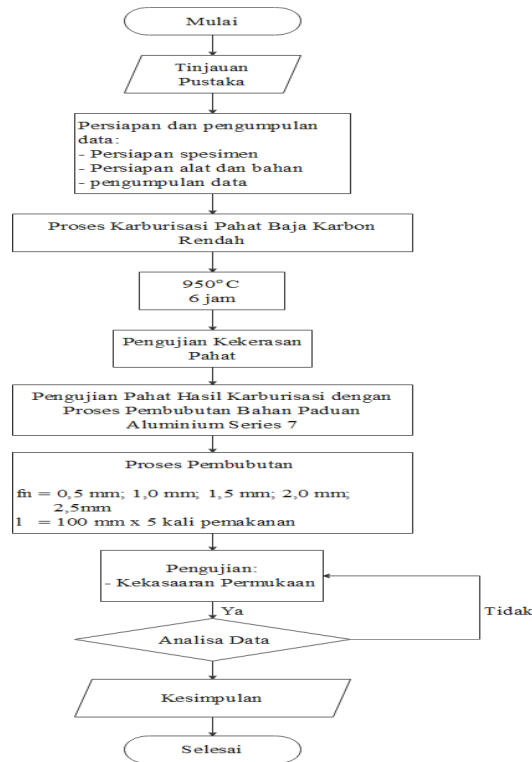 Mulai
Tinjauan
Pustaka
Persiapan dan pengumpulan
data:
- Persiapan spesimen
- Persiapan alat dan bahan
- pengumpulan data
Proses Karburisasi Pahat Baja Karbon
Rendah
950°C
6 jam
Pengujian Kekerasan
Pahat
Pengujian Pahat Hasil Karburisasi dengan
Proses Pembubutan Bahan Paduan
Aluminium Series 7
Proses Pembubutan
fn = 0,5 mm; 1,0 mm; 1,5 mm; 2,0 mm;
2,5mm
l = 100 mm x 5 kali pemakanan
Pengujian:
- Kekasaaran Permukaan
Ya
Tidak
Analisa Data
Kesimpulan
Selesai